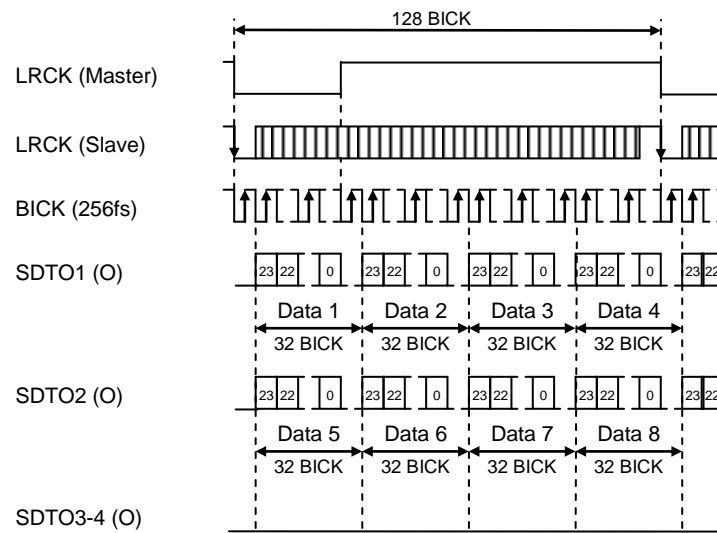 128 BICK
LRCK (Master)
LRCK (Slave)
BICK (256fs)
SDTO1 (O)
23 22 0 23 22 0 23 22 0 23 22 0 23 22
Data 1 Data 2 Data 3 Data 4
32 BICK 32 BICK 32 BICK 32 BICK
SDTO2 (O)
23 22 0 23 22 0 23 22 0 23 22 0 23 22
Data 5 Data 6 Data 7 Data 8
32 BICK 32 BICK 32 BICK 32 BICK
SDTO3-4 (O)